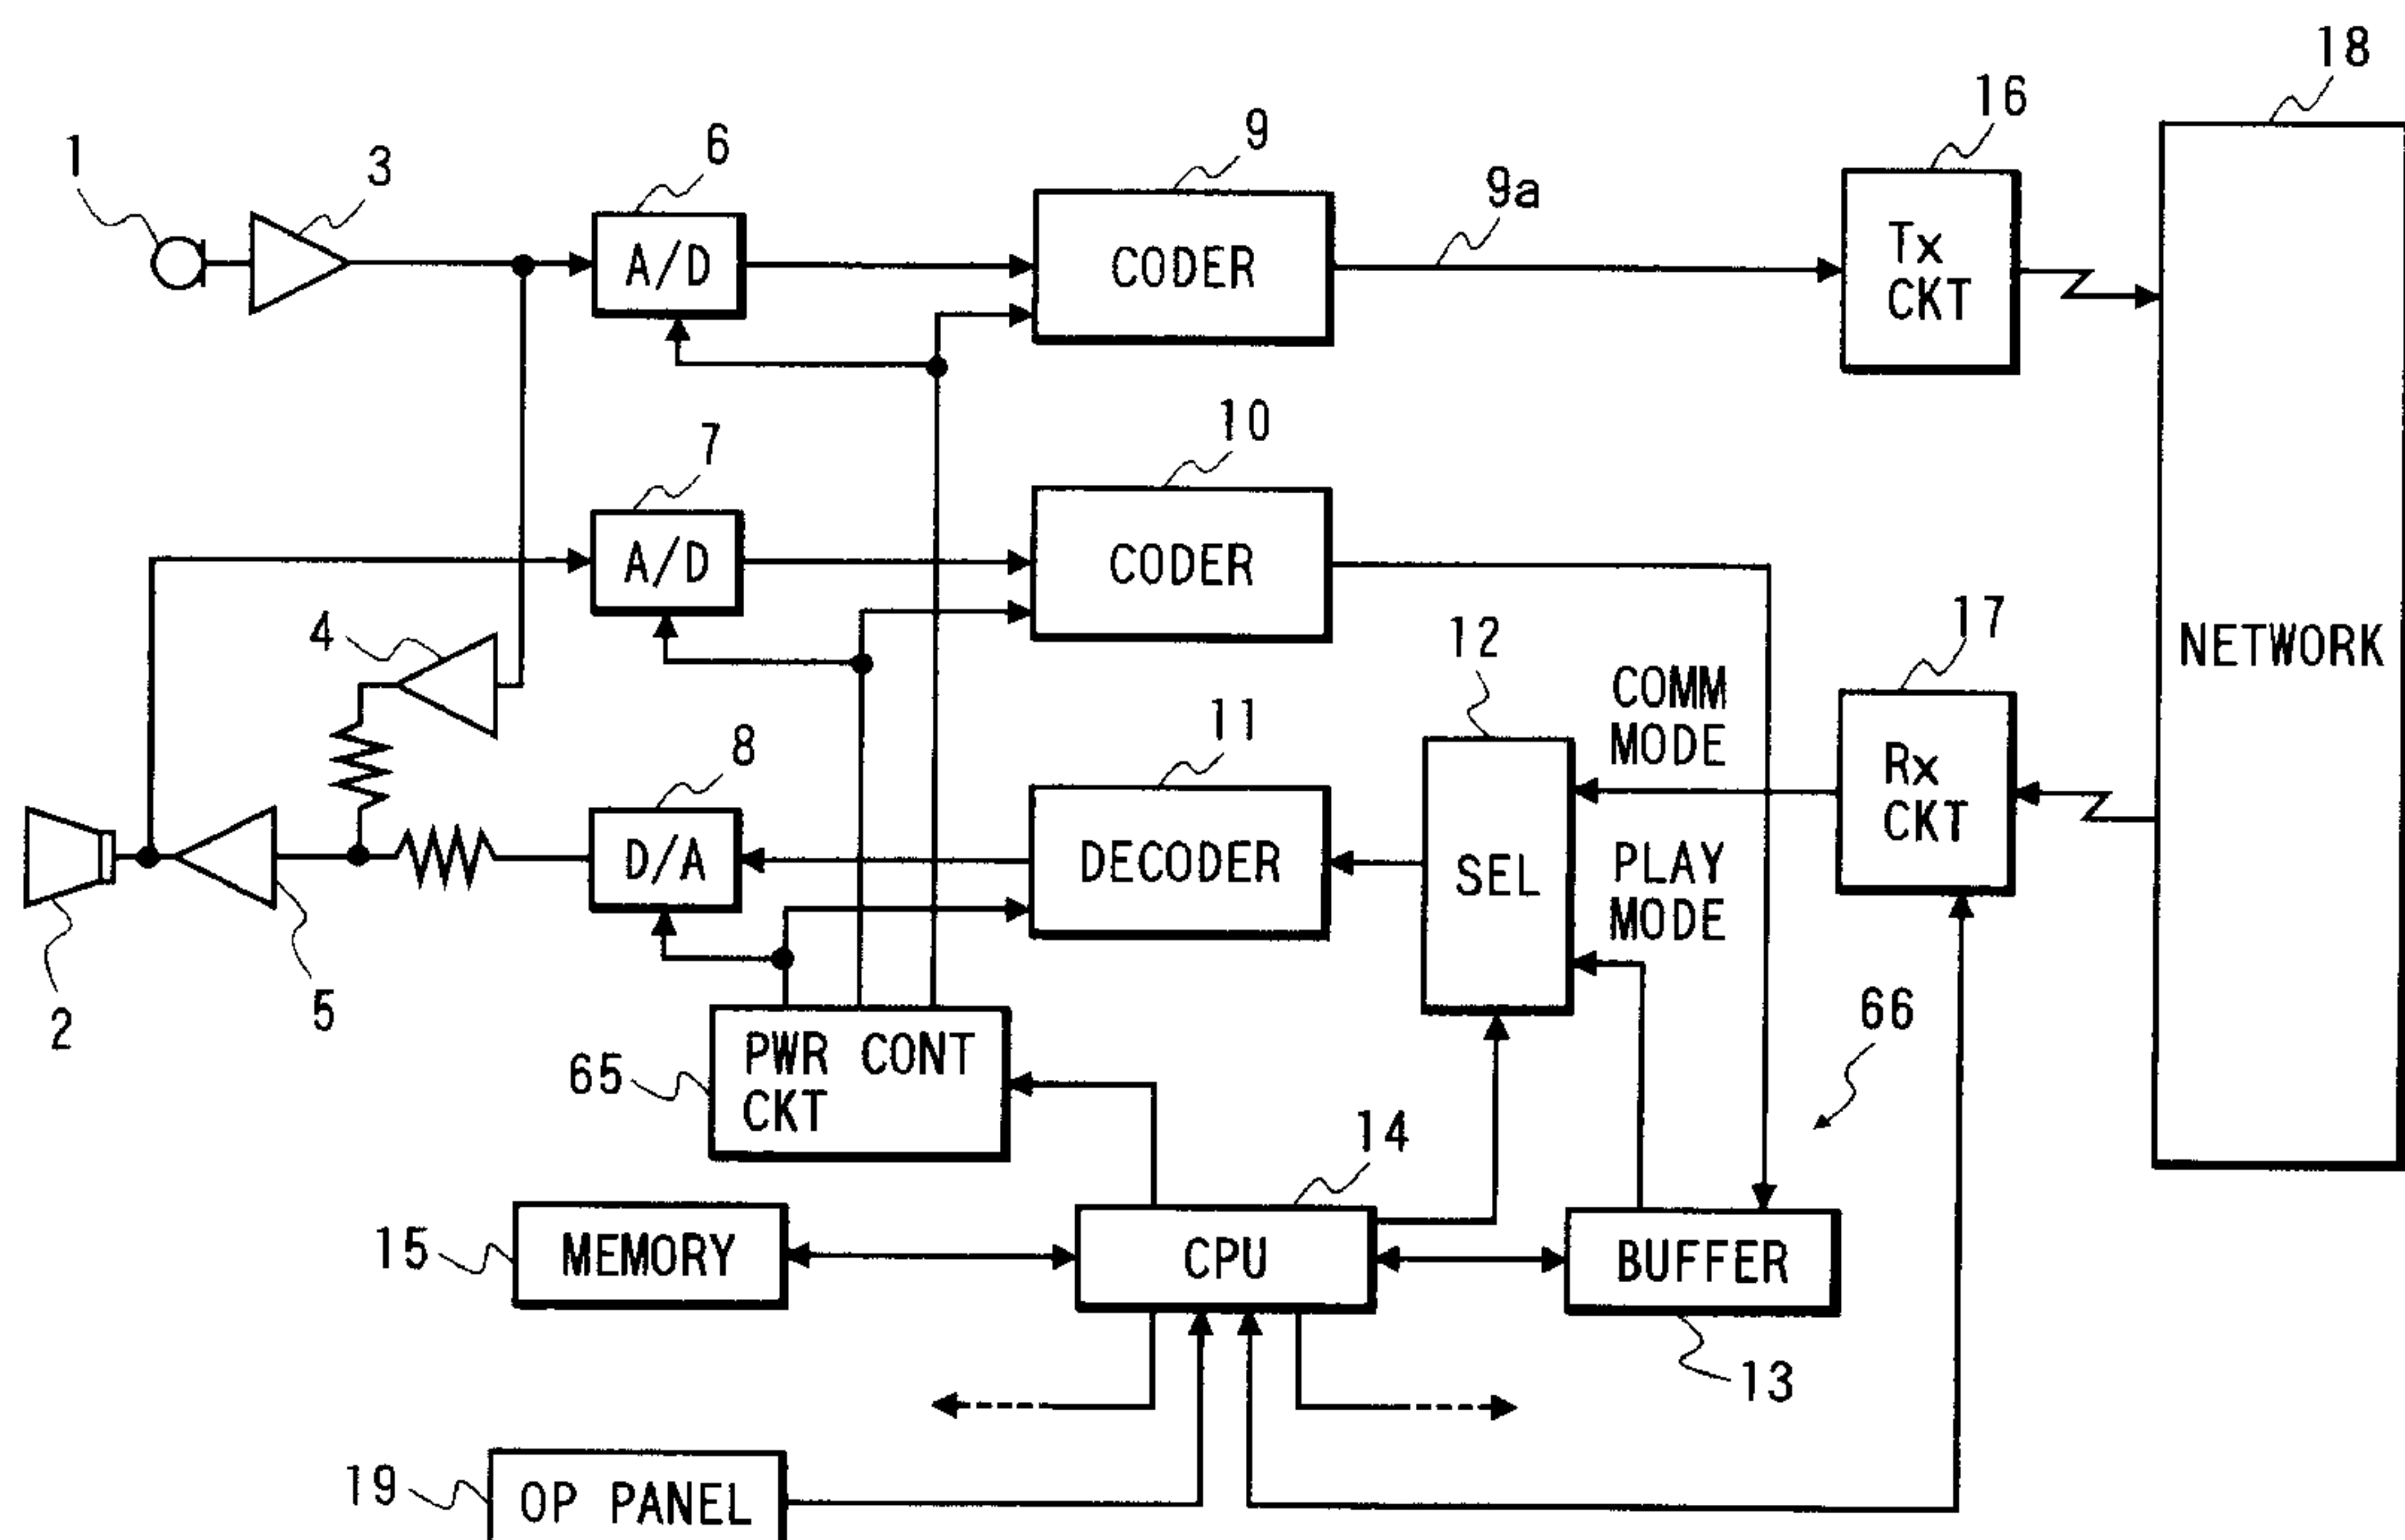 18
16
9
6
1
3
9a
A/D
CODER
Tx
CKT
10
7
A/D
CODER
4
12
17
COMM
MODE
NETWORK
11
8
Rx
CKT
D/A
DECODER
SEL
PLAY
MODE
2
5
66
65
PWR CONT
CKT
14
15
MEMORY
CPU
BUFFER
13
19
OP PANEL